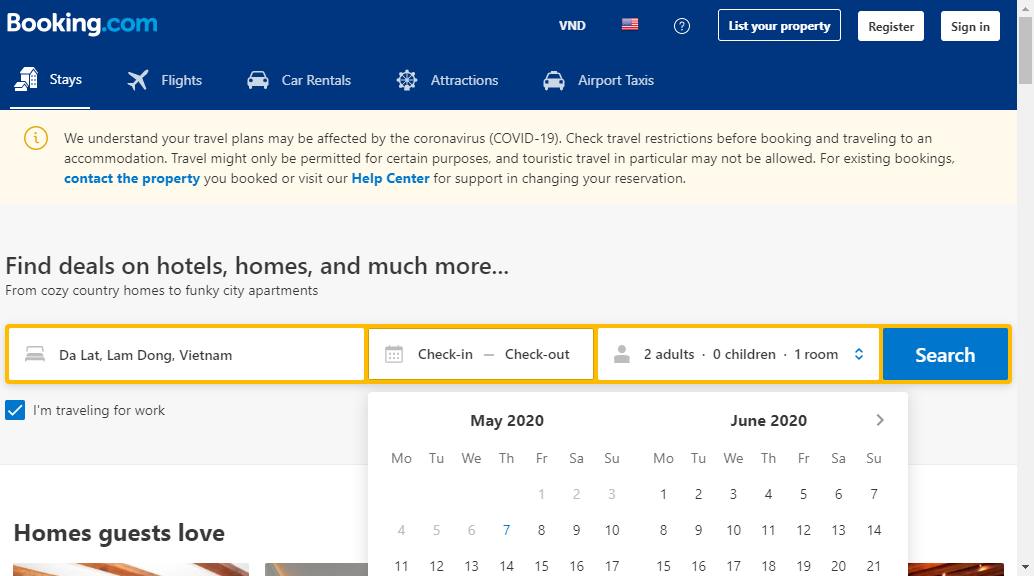 Booking.com
VND
List your property
Register
Sign in
Stays
Flights
Car Rentals
Attractions
Airport Taxis
We understand your travel plans may be affected by the coronavirus (COVID-19). Check travel restrictions before booking and traveling to an
accommodation. Travel might only be permitted for certain purposes, and touristic travel in particular may not be allowed. For existing bookings,
contact the property you booked or visit our Help Center for support in changing your reservation.
Find deals on hotels, homes, and much more...
From cozy country homes to funky city apartments
Da Lat, Lam Dong, Vietnam
Check-in — Check-out
2 adults · 0 children · 1 room
Search
I'm traveling for work
May 2020
June 2020
Mo Tu We Th Fr Sa Su
Mo Tu We Th Fr Sa Su
1 2 3
1 2 3 4 5 6 7
4 5 6 7 8 9 10
8 9 10 11 12 13 14
11 12 13 14 15 16 17
15 16 17 18 19 20 21
Homes guests love